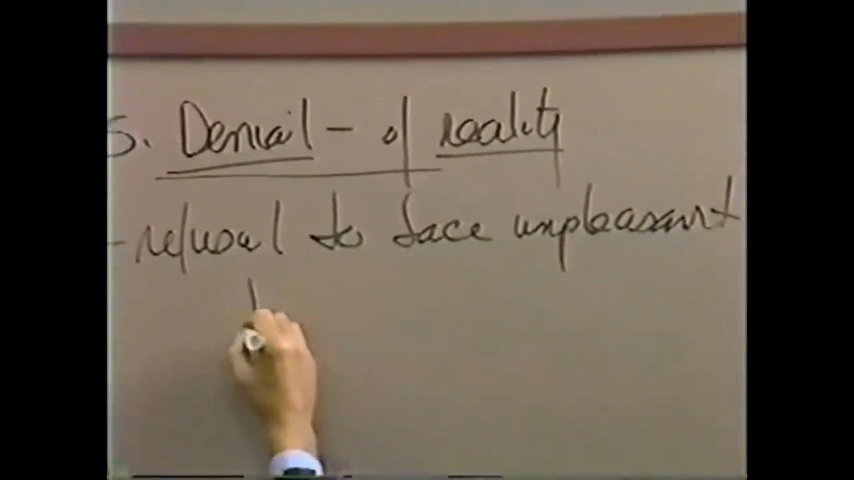 5. Denial - of reality
- refusal to face unpleasant